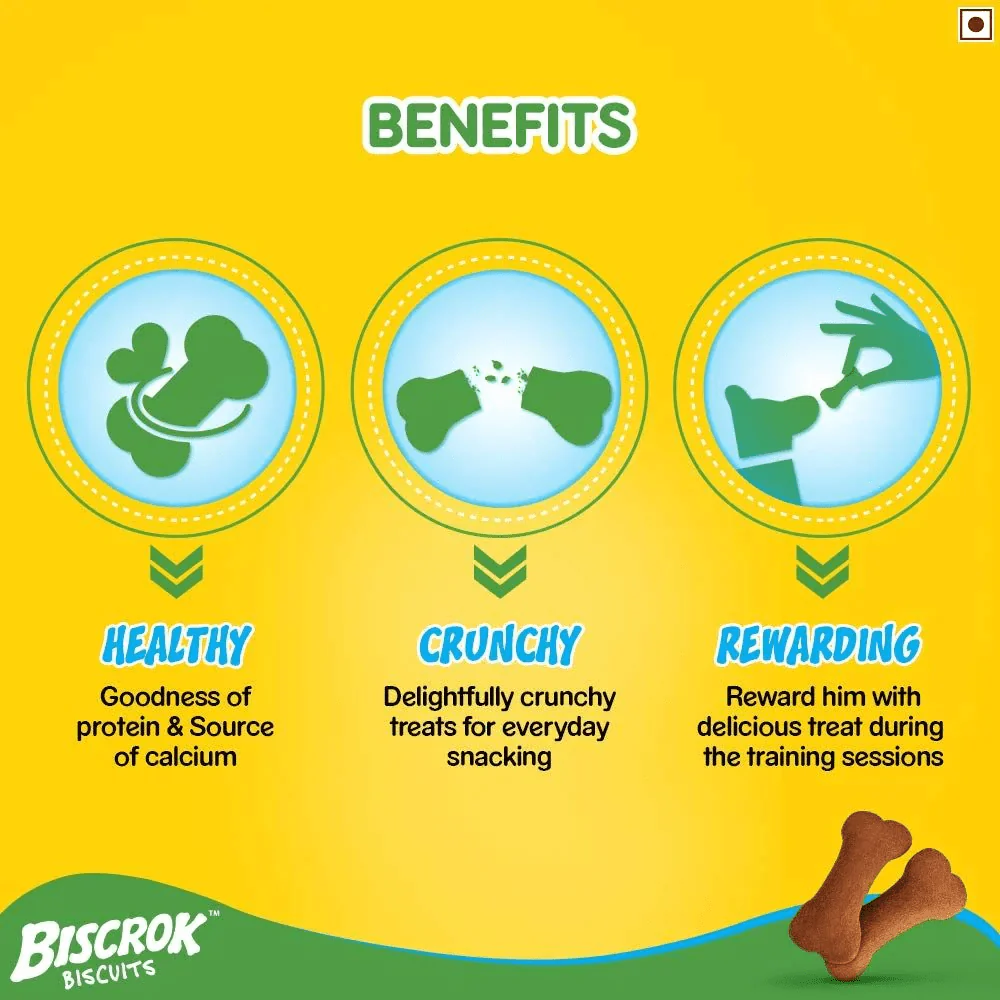 BENEFITS
HEALTHY
Goodness of
protein & Source
of calcium
CRUNCHY
Delightfully crunchy
treats for everyday
snacking
REWARDING
Reward him with
delicious treat during
the training sessions
BISCROK™
BISCUITS